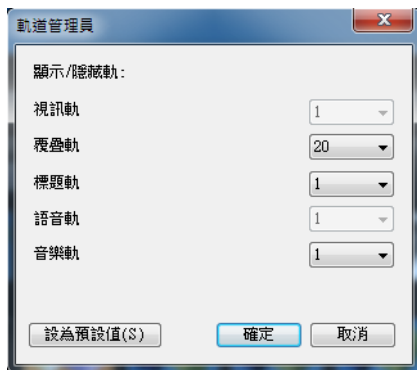 軌道管理員
顯示/隱藏軌:
視訊軌 1
覆疊軌 20
標題軌 1
語音軌 1
音樂軌 1
設為預設值(S) 確定 取消